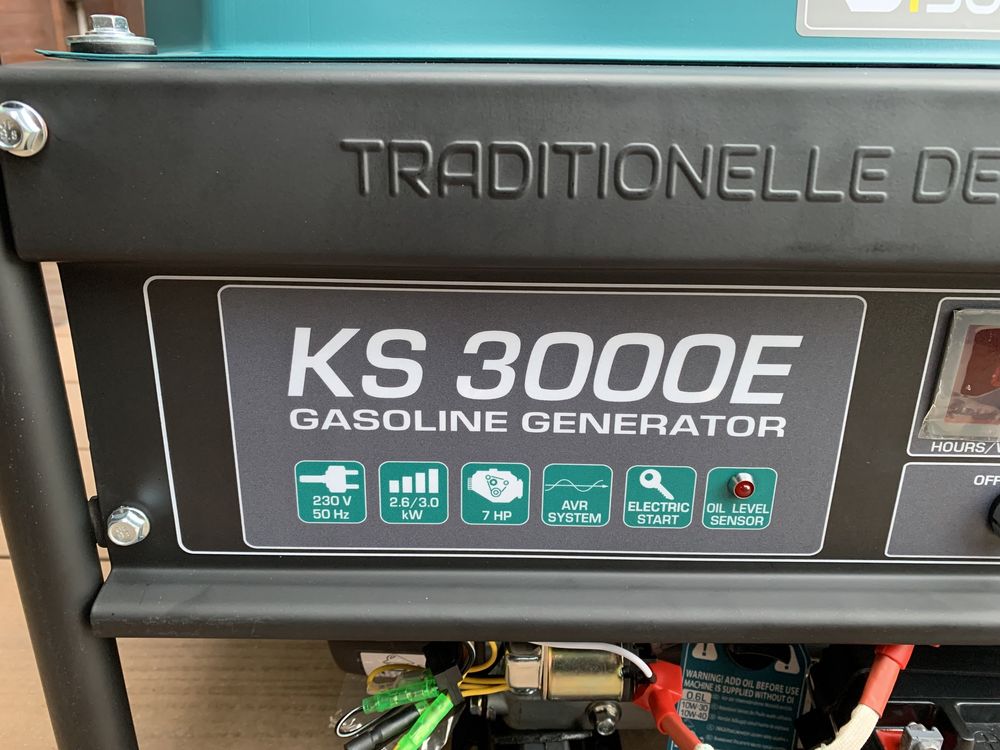 TRADITIONELLE DE
KS 3000E
GASOLINE GENERATOR
230 V
50 Hz
2.6/3.0
kW
7 HP
AVR
SYSTEM
ELECTRIC
START
OIL LEVEL
SENSOR
HOURS/
OFF
WARNING! ADD OIL BEFORE USE
MACHINE IS SUPPLIED WITHOUT OIL
0.6L
10W-30
10W-40